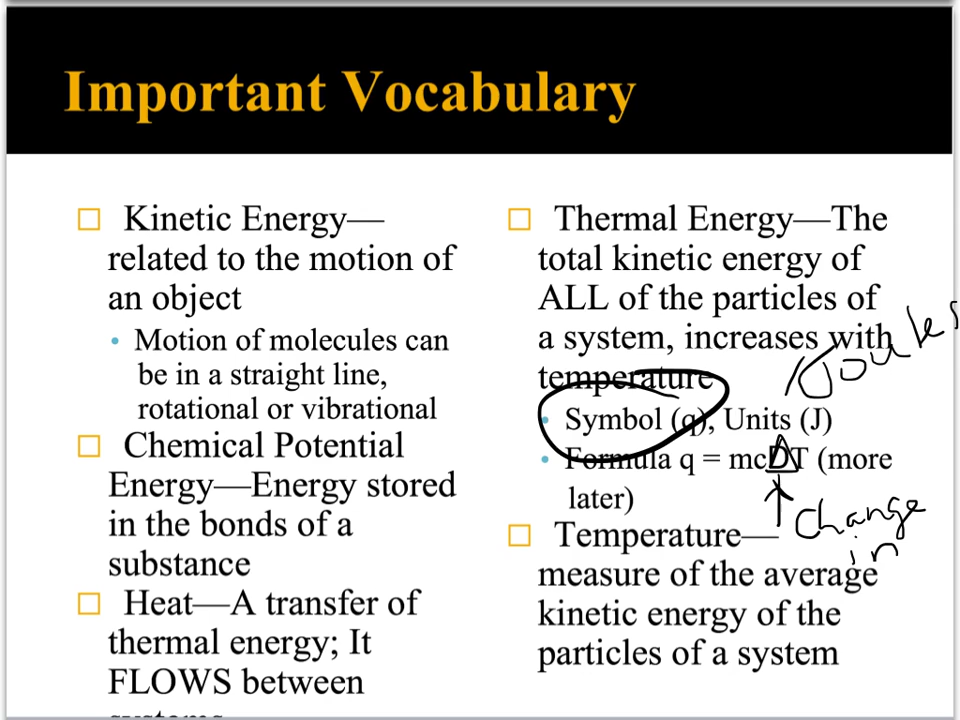 Important Vocabulary
□ Kinetic Energy—
related to the motion of
an object
• Motion of molecules can
be in a straight line,
rotational or vibrational
□ Chemical Potential
Energy—Energy stored
in the bonds of a
substance
□ Heat—A transfer of
thermal energy; It
FLOWS between
systems
□ Thermal Energy—The
total kinetic energy of
ALL of the particles of
a system, increases with
temperature
Joules
• Symbol (q), Units (J)
• Formula q = mcDT (more
later)
Δ
change
in
□ Temperature—
measure of the average
kinetic energy of the
particles of a system